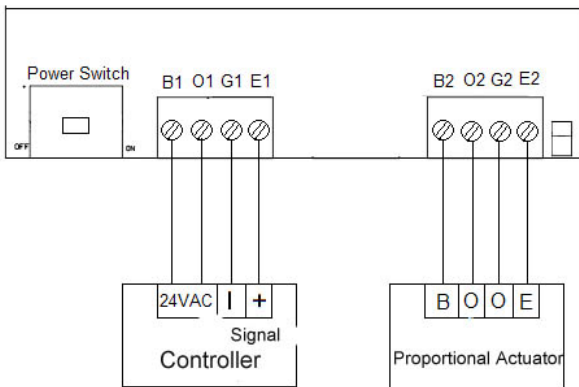 Power Switch
B1 O1 G1 E1
B2 O2 G2 E2
OFF
ON
24VAC I +
Signal
Controller
B O O E
Proportional Actuator